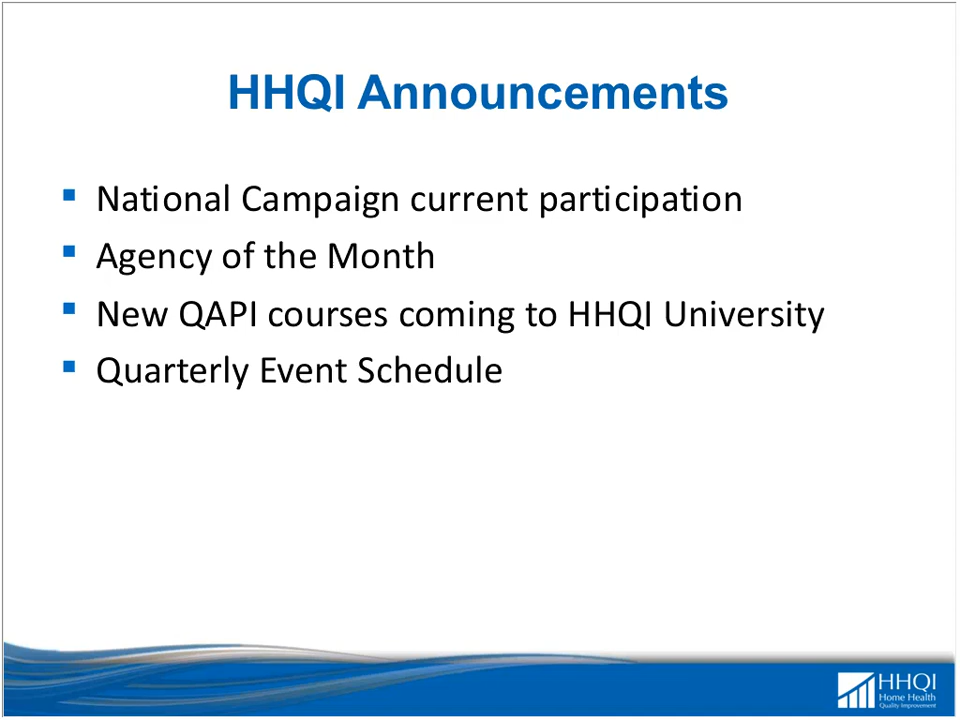 HHQI Announcements
National Campaign current participation
Agency of the Month
New QAPI courses coming to HHQI University
Quarterly Event Schedule
HHQI
Home Health
Quality Improvement